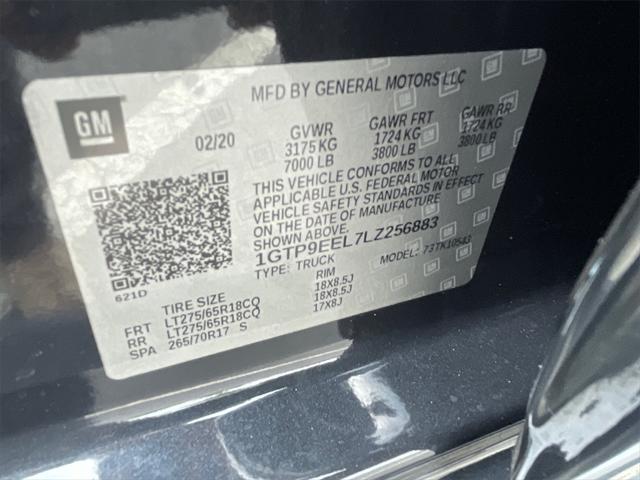 MFD BY GENERAL MOTORS LLC
GM
02/20
GVWR GAWR FRT GAWR RR
3175 KG 1724 KG 1724 KG
7000 LB 3800 LB 3800 LB
THIS VEHICLE CONFORMS TO ALL
APPLICABLE U.S. FEDERAL MOTOR
VEHICLE SAFETY STANDARDS IN EFFECT
ON THE DATE OF MANUFACTURE
1GTP9EEL7LZ256883
TYPE: TRUCK MODEL: 73TK10543
621D
TIRE SIZE RIM
FRT LT275/65R18CQ 18X8.5J
RR LT275/65R18CQ 18X8.5J
SPA 265/70R17 S 17X8J